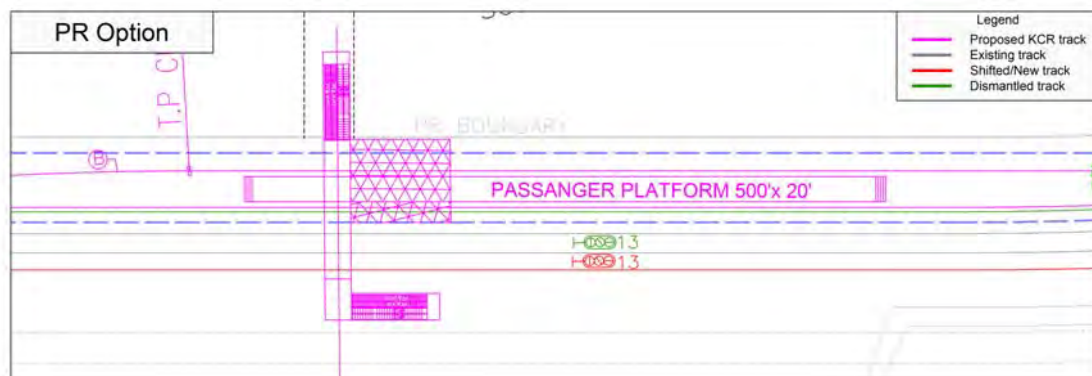 PR Option
Legend
Proposed KCR track
Existing track
Shifted/New track
Dismantled track
T.P
PR BOUNDARY
B
PASSANGER PLATFORM 500'x 20'
13
13